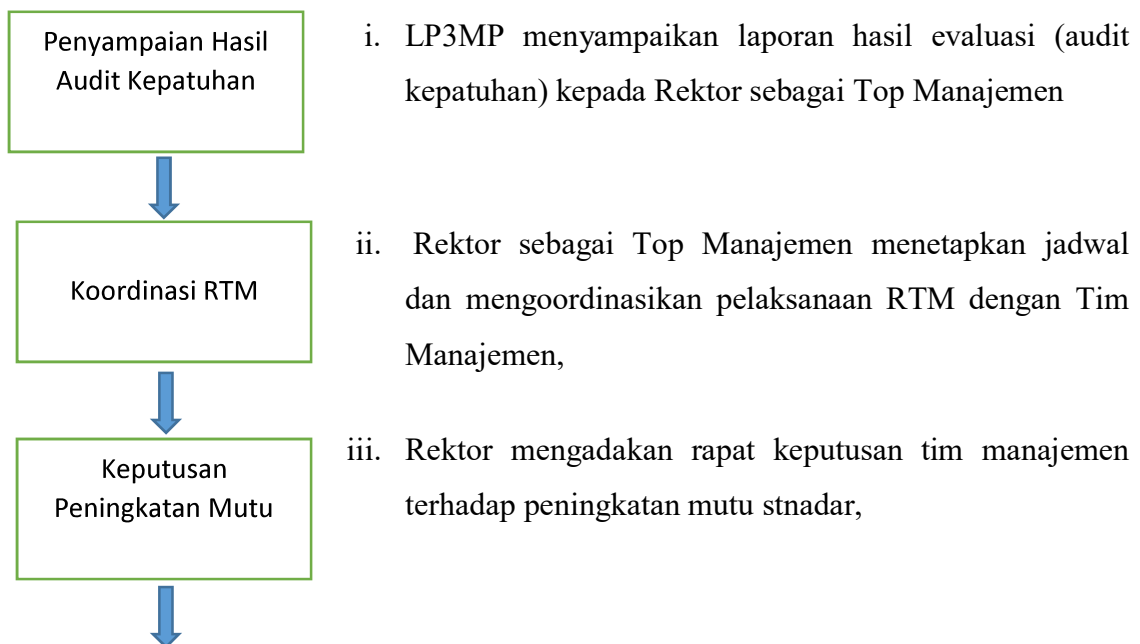 Penyampaian Hasil
Audit Kepatuhan
i. LP3MP menyampaikan laporan hasil evaluasi (audit
kepatuhan) kepada Rektor sebagai Top Manajemen
Koordinasi RTM
ii. Rektor sebagai Top Manajemen menetapkan jadwal
dan mengoordinasikan pelaksanaan RTM dengan Tim
Manajemen,
Keputusan
Peningkatan Mutu
iii. Rektor mengadakan rapat keputusan tim manajemen
terhadap peningkatan mutu stnadar,